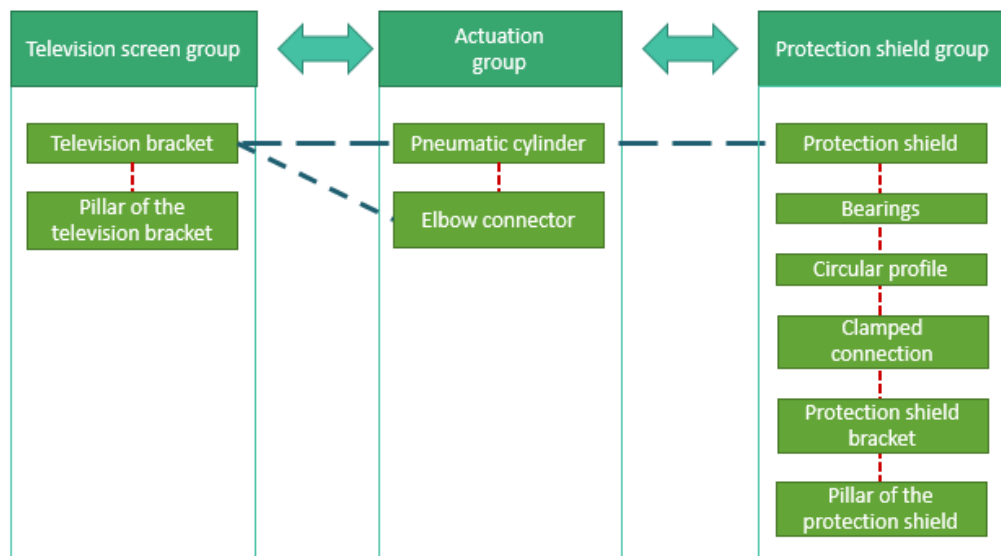 Television screen group
Actuation
group
Protection shield group
Television bracket
Pillar of the
television bracket
Pneumatic cylinder
Elbow connector
Protection shield
Bearings
Circular profile
Clamped
connection
Protection shield
bracket
Pillar of the
protection shield